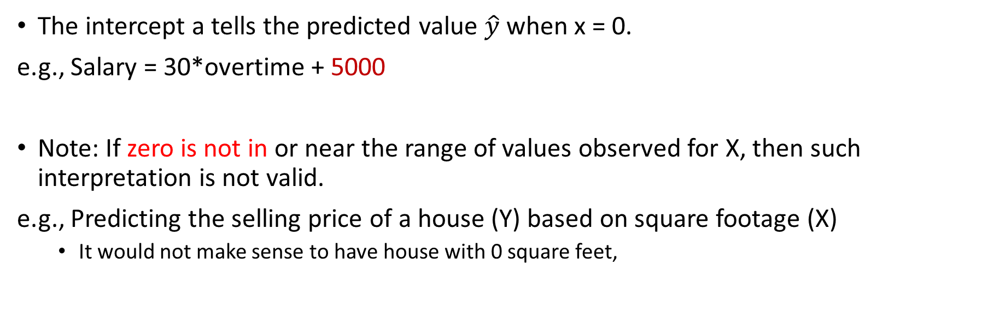 • The intercept a tells the predicted value ŷ when x = 0.
e.g., Salary = 30*overtime + 5000
• Note: If zero is not in or near the range of values observed for X, then such
interpretation is not valid.
e.g., Predicting the selling price of a house (Y) based on square footage (X)
• It would not make sense to have house with 0 square feet,